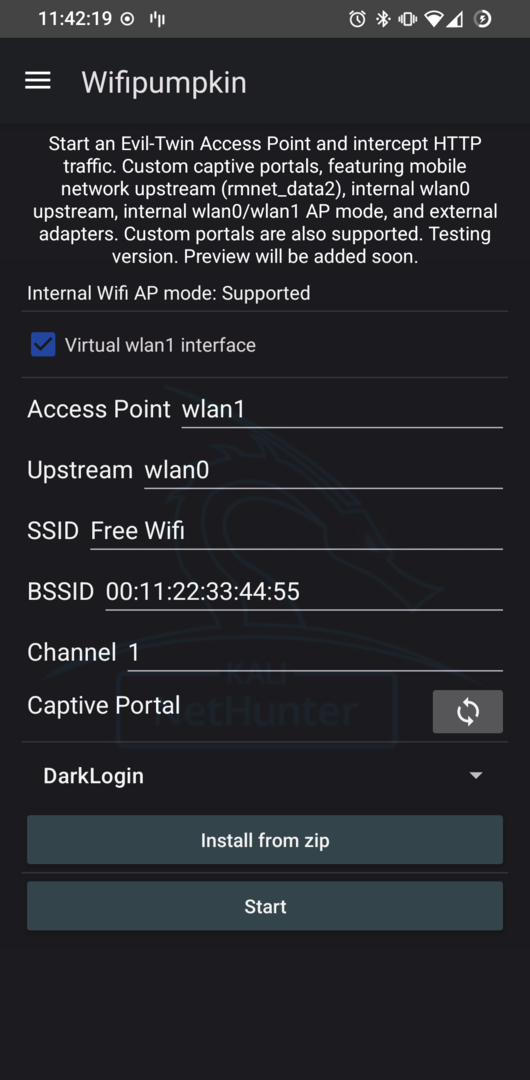 11:42:19
Wifipumpkin
Start an Evil-Twin Access Point and intercept HTTP
traffic. Custom captive portals, featuring mobile
network upstream (rmnet_data2), internal wlan0
upstream, internal wlan0/wlan1 AP mode, and external
adapters. Custom portals are also supported. Testing
version. Preview will be added soon.
Internal Wifi AP mode: Supported
Virtual wlan1 interface
Access Point wlan1
Upstream wlan0
SSID Free Wifi
BSSID 00:11:22:33:44:55
Channel 1
KALI
Captive Portal
NetHunter
DarkLogin
Install from zip
Start